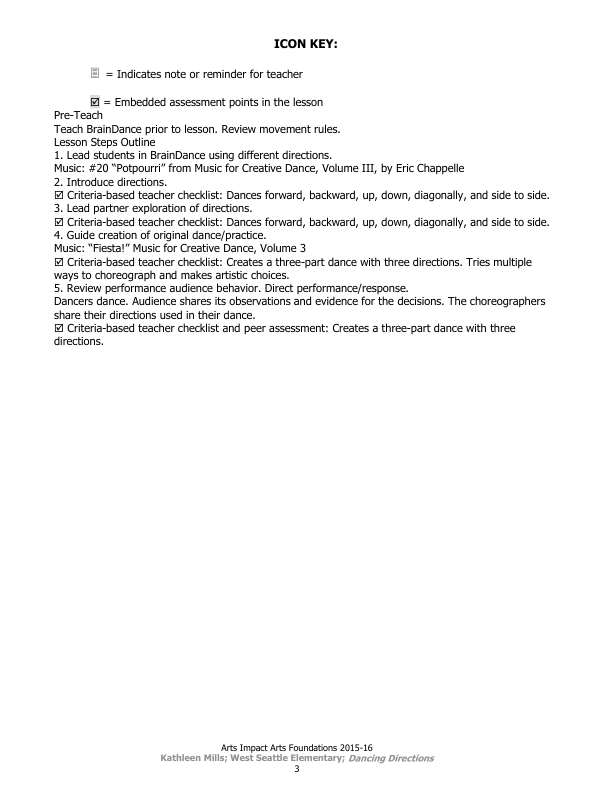 ICON KEY:
= Indicates note or reminder for teacher
☑ = Embedded assessment points in the lesson
Pre-Teach
Teach BrainDance prior to lesson. Review movement rules.
Lesson Steps Outline
1. Lead students in BrainDance using different directions.
Music: #20 “Potpourri” from Music for Creative Dance, Volume III, by Eric Chappelle
2. Introduce directions.
☑ Criteria-based teacher checklist: Dances forward, backward, up, down, diagonally, and side to side.
3. Lead partner exploration of directions.
☑ Criteria-based teacher checklist: Dances forward, backward, up, down, diagonally, and side to side.
4. Guide creation of original dance/practice.
Music: “Fiesta!” Music for Creative Dance, Volume 3
☑ Criteria-based teacher checklist: Creates a three-part dance with three directions. Tries multiple
ways to choreograph and makes artistic choices.
5. Review performance audience behavior. Direct performance/response.
Dancers dance. Audience shares its observations and evidence for the decisions. The choreographers
share their directions used in their dance.
☑ Criteria-based teacher checklist and peer assessment: Creates a three-part dance with three
directions.
Arts Impact Arts Foundations 2015-16
Kathleen Mills; West Seattle Elementary; Dancing Directions
3